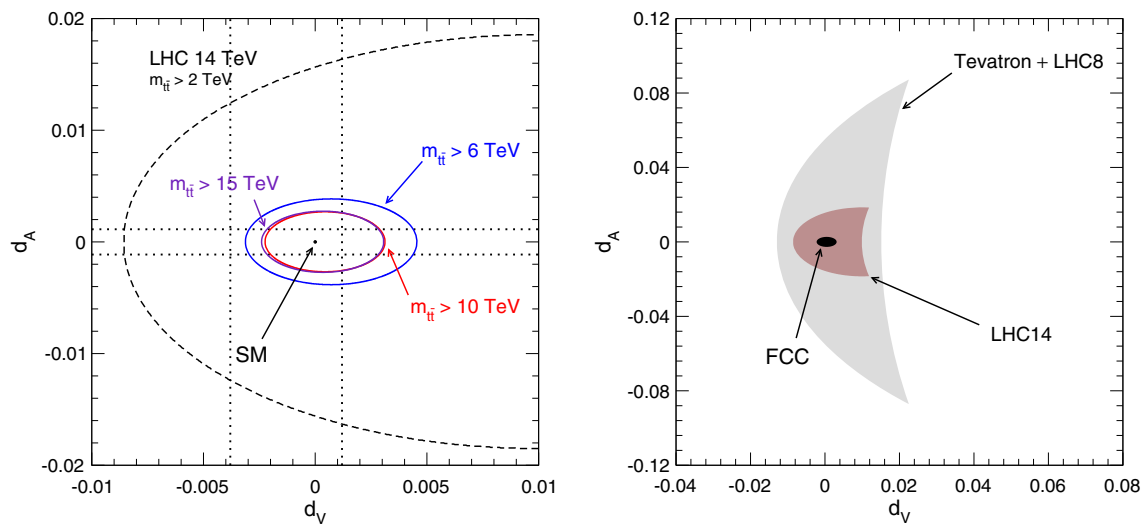 LHC 14 TeV
m_tt̄ > 2 TeV
m_tt̄ > 6 TeV
m_tt̄ > 15 TeV
m_tt̄ > 10 TeV
SM
0.02
0.01
0
-0.01
-0.02
d_A
-0.01
-0.005
0
0.005
0.01
d_V
Tevatron + LHC8
LHC14
FCC
0.12
0.08
0.04
0
-0.04
-0.08
-0.12
d_A
-0.04
-0.02
0
0.02
0.04
0.06
0.08
d_V